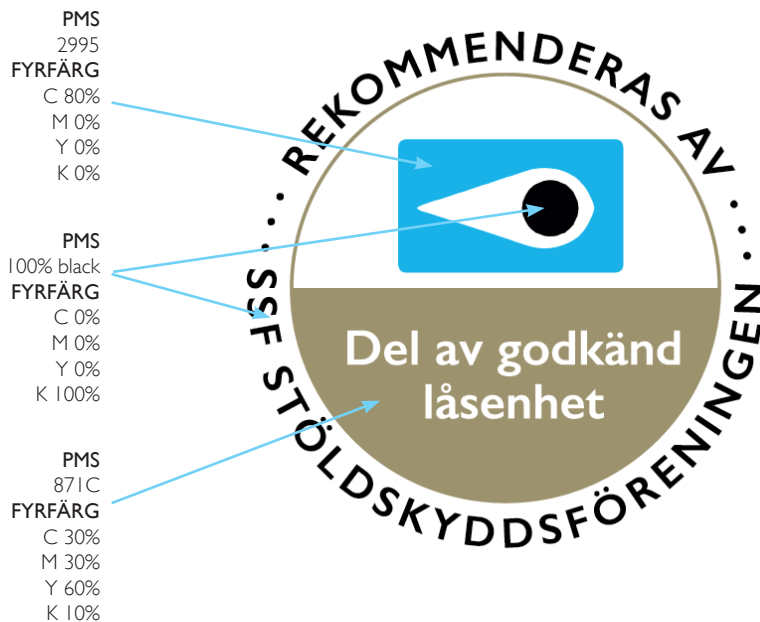 PMS
2995
FYRFÄRG
C 80%
M 0%
Y 0%
K 0%
PMS
100% black
FYRFÄRG
C 0%
M 0%
Y 0%
K 100%
PMS
871C
FYRFÄRG
C 30%
M 30%
Y 60%
K 10%
REKOMMENDERAS AV
Del av godkänd
låsenhet
SSF STÖLDSKYDDSFÖRENINGEN